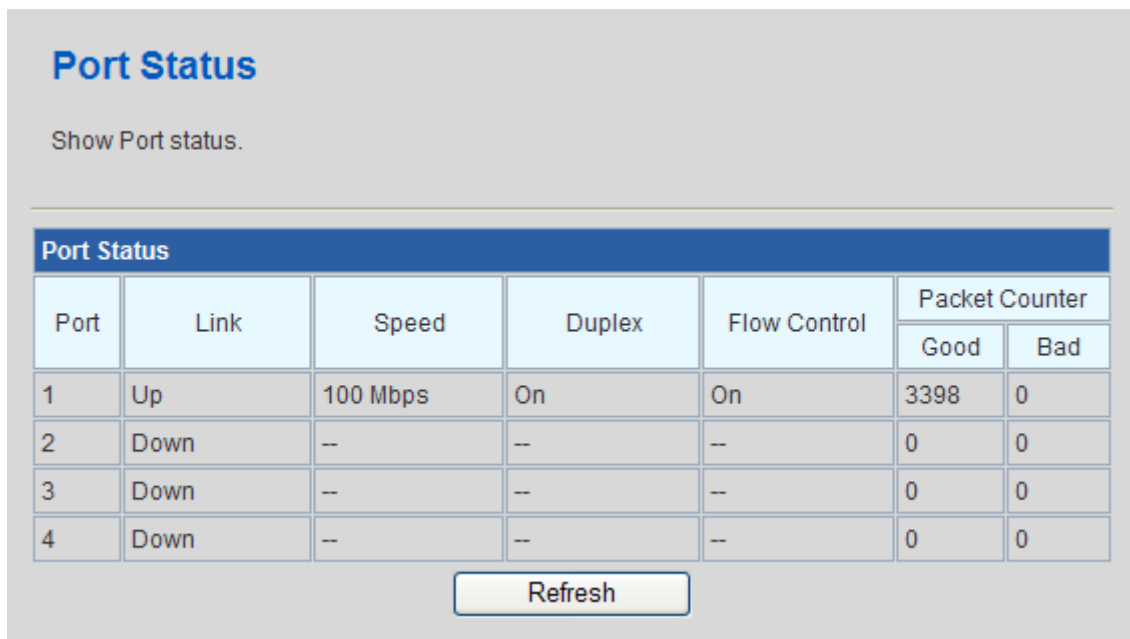 Port Status
Show Port status.
Port Status
Port Link Speed Duplex Flow Control Packet Counter
Good Bad
1 Up 100 Mbps On On 3398 0
2 Down -- -- -- 0 0
3 Down -- -- -- 0 0
4 Down -- -- -- 0 0
Refresh